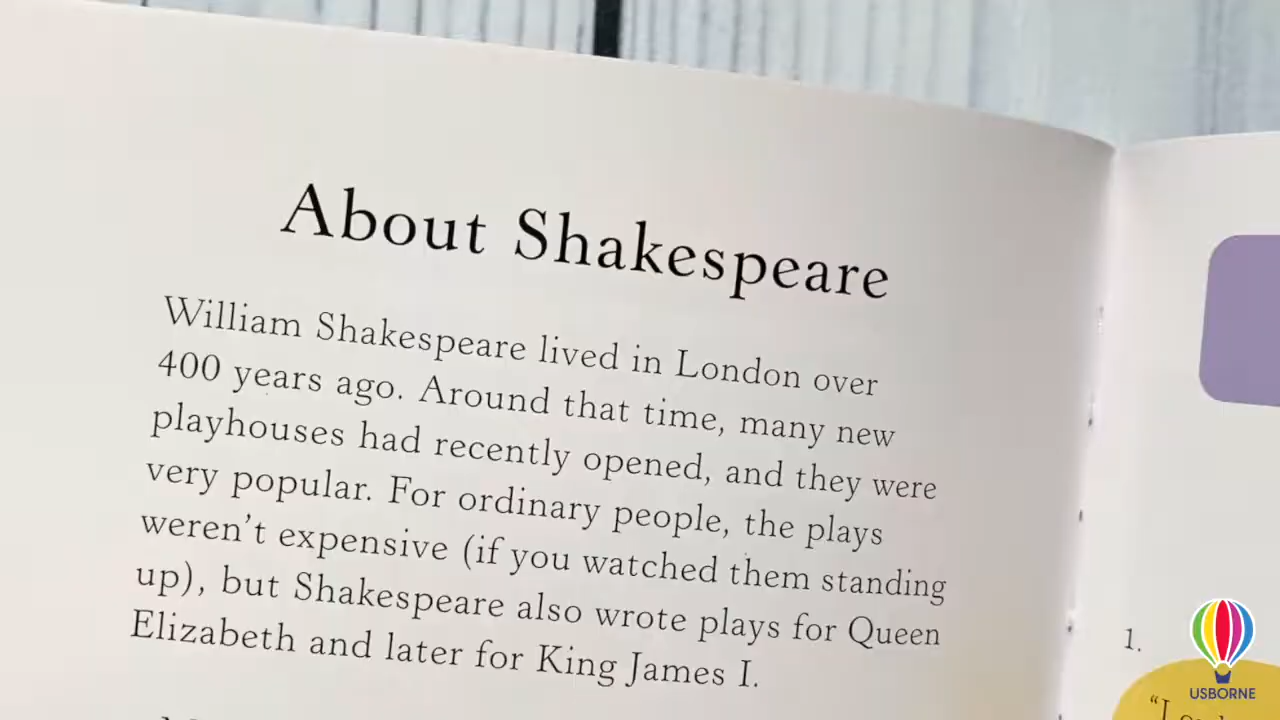 About Shakespeare
William Shakespeare lived in London over
400 years ago. Around that time, many new
playhouses had recently opened, and they were
very popular. For ordinary people, the plays
weren't expensive (if you watched them standing
up), but Shakespeare also wrote plays for Queen
Elizabeth and later for King James I.
1.
USBORNE